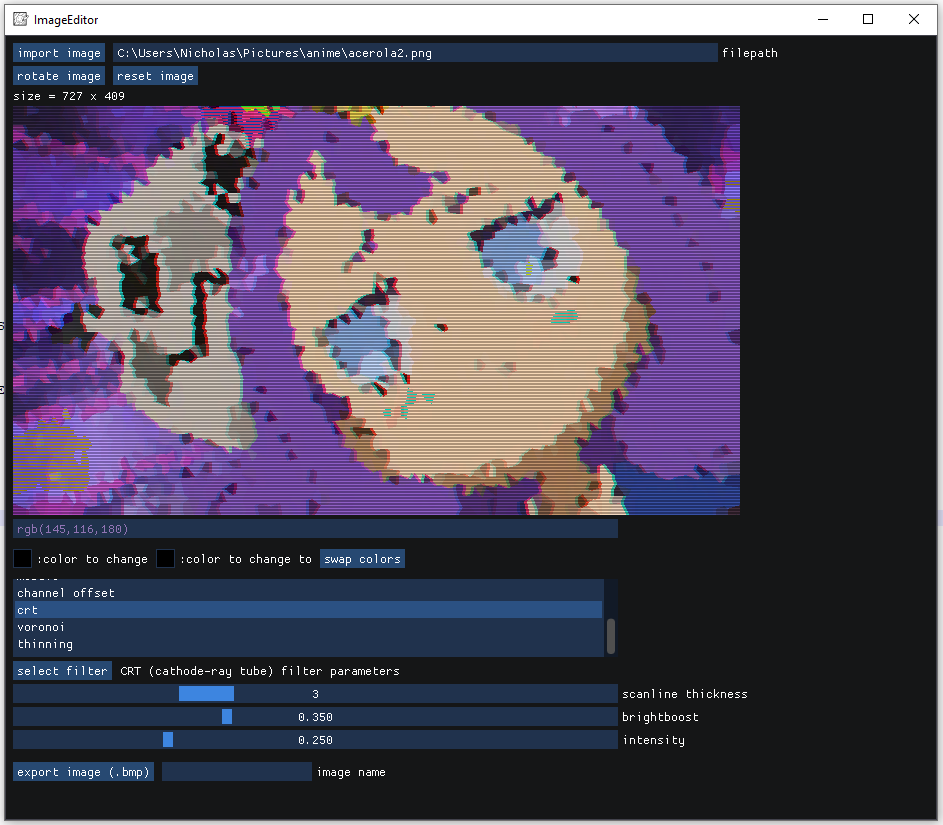 ImageEditor
import image C:\Users\Nicholas\Pictures\anime\acerola2.png filepath
rotate image reset image
size = 727 x 409
rgb(145,116,180)
:color to change :color to change to swap colors
channel offset
crt
voronoi
thinning
select filter CRT (cathode-ray tube) filter parameters
3 scanline thickness
0.350 brightboost
0.250 intensity
export image (.bmp) image name